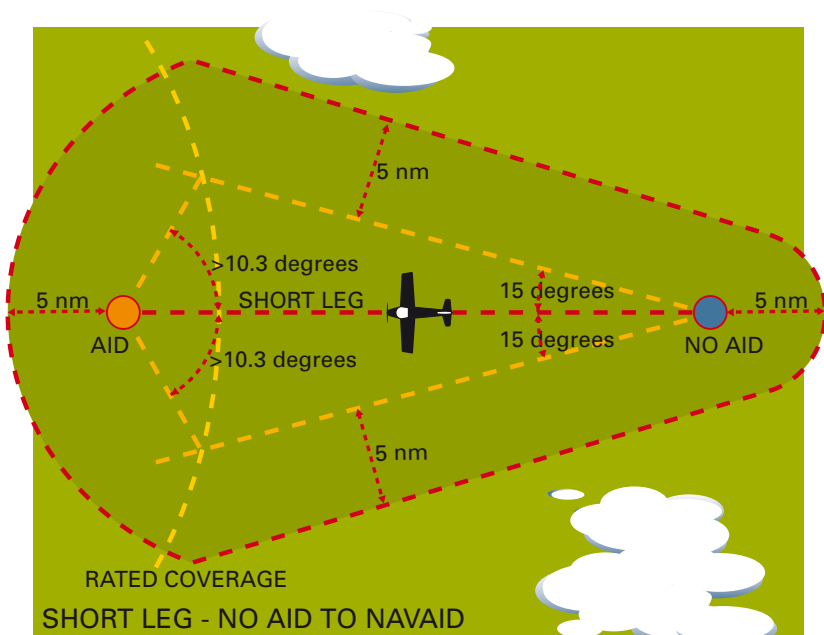 5 nm
>10.3 degrees
15 degrees
5 nm
SHORT LEG
5 nm
AID
>10.3 degrees
15 degrees
NO AID
5 nm
RATED COVERAGE
SHORT LEG - NO AID TO NAVAID